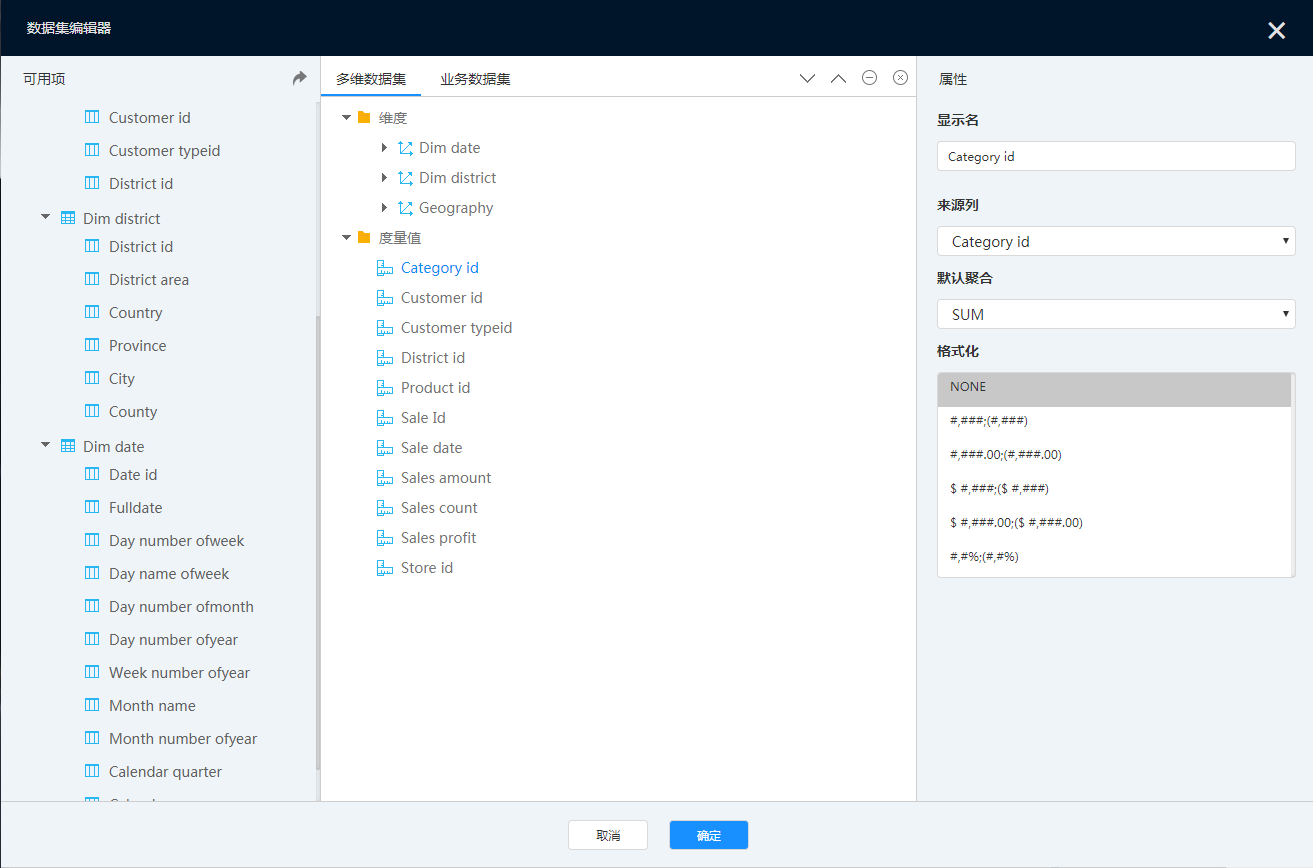 数据集编辑器
可用项
Customer id
Customer typeid
District id
Dim district
District id
District area
Country
Province
City
County
Dim date
Date id
Fulldate
Day number ofweek
Day name ofweek
Day number ofmonth
Day number ofyear
Week number ofyear
Month name
Month number ofyear
Calendar quarter
多维数据集 业务数据集
维度
Dim date
Dim district
Geography
度量值
Category id
Customer id
Customer typeid
District id
Product id
Sale Id
Sale date
Sales amount
Sales count
Sales profit
Store id
属性
显示名
Category id
来源列
Category id
默认聚合
SUM
格式化
NONE
#,###;(#,###)
#,###.00;(#,###.00)
$ #,###;($ #,###)
$ #,###.00;($ #,###.00)
#,#%;(#,#%)
取消 确定